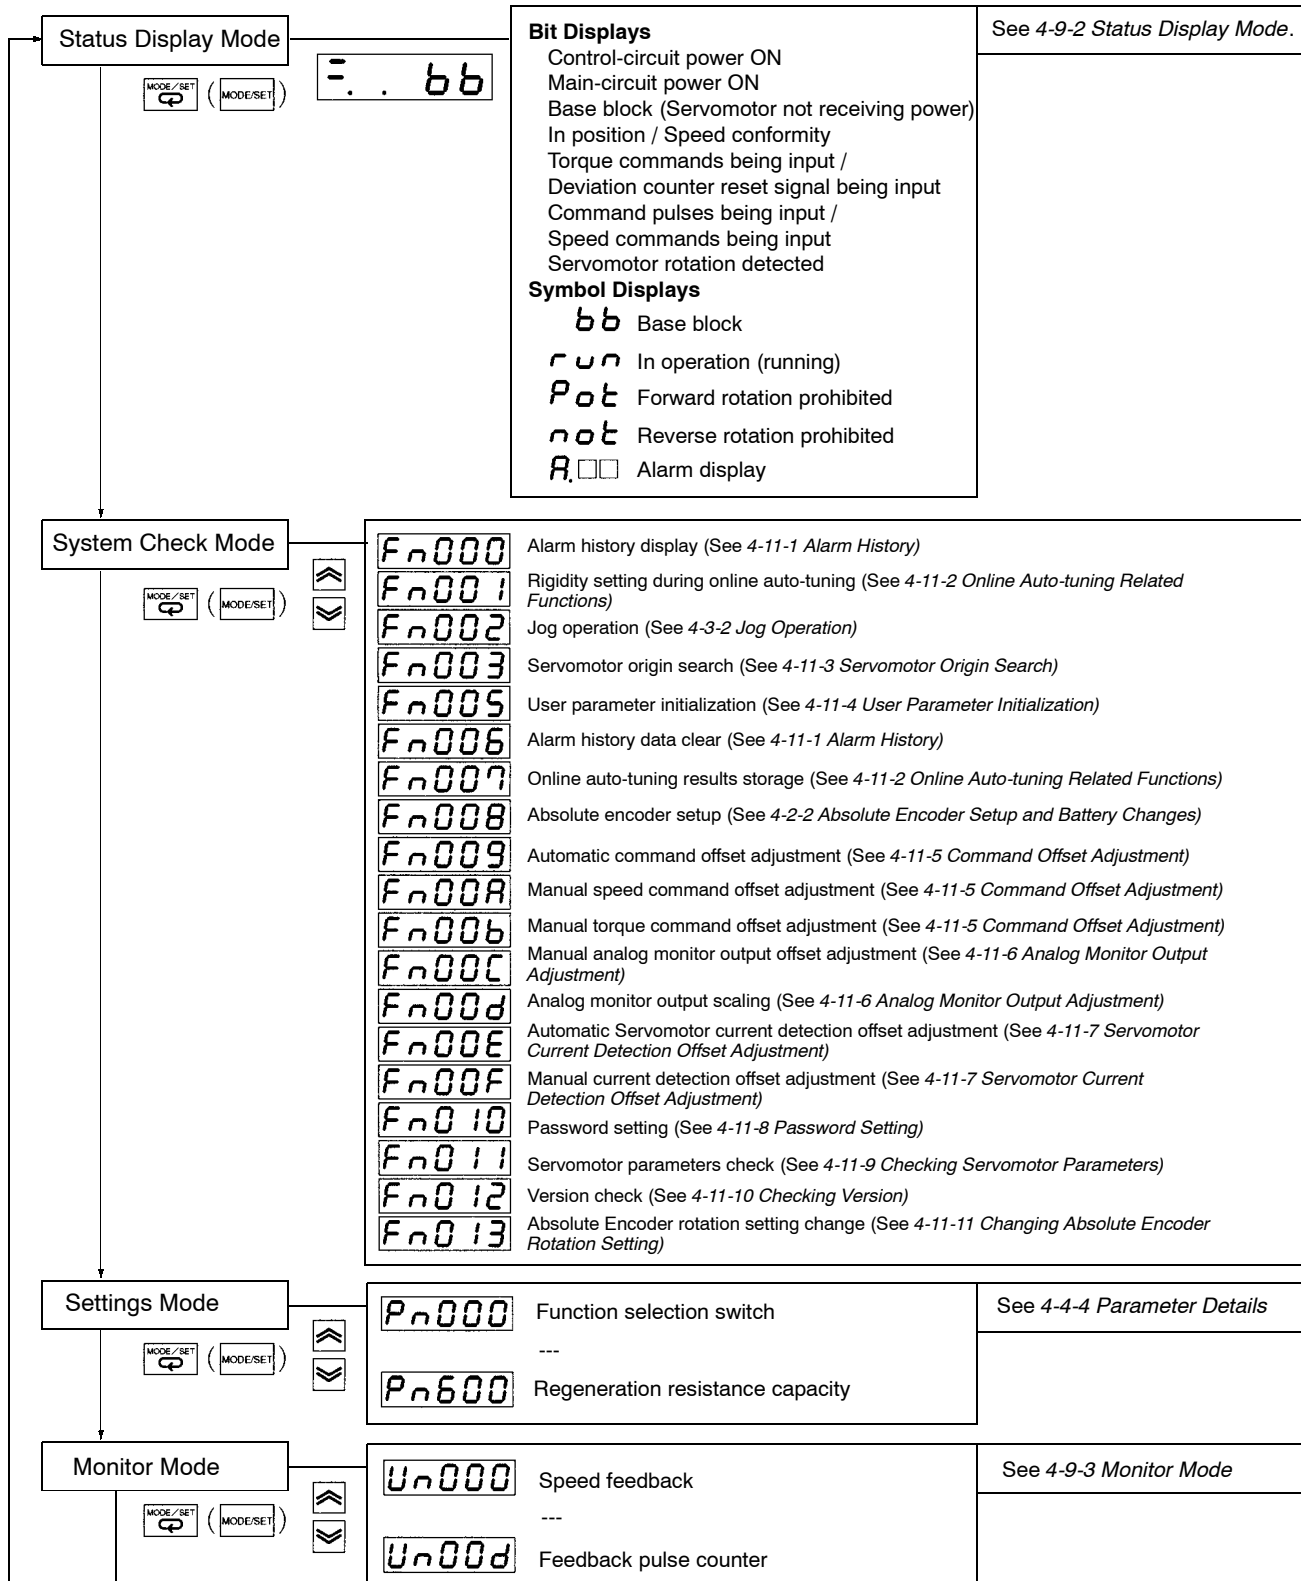 Status Display Mode
MODE/SET ( MODE/SET )
=. . bb
Bit Displays
Control-circuit power ON
Main-circuit power ON
Base block (Servomotor not receiving power)
In position / Speed conformity
Torque commands being input /
Deviation counter reset signal being input
Command pulses being input /
Speed commands being input
Servomotor rotation detected
Symbol Displays
bb Base block
run In operation (running)
Pot Forward rotation prohibited
not Reverse rotation prohibited
A.□□ Alarm display
See 4-9-2 Status Display Mode.
System Check Mode
MODE/SET ( MODE/SET )
Fn000 Alarm history display (See 4-11-1 Alarm History)
Fn001 Rigidity setting during online auto-tuning (See 4-11-2 Online Auto-tuning Related
Functions)
Fn002 Jog operation (See 4-3-2 Jog Operation)
Fn003 Servomotor origin search (See 4-11-3 Servomotor Origin Search)
Fn005 User parameter initialization (See 4-11-4 User Parameter Initialization)
Fn006 Alarm history data clear (See 4-11-1 Alarm History)
Fn007 Online auto-tuning results storage (See 4-11-2 Online Auto-tuning Related Functions)
Fn008 Absolute encoder setup (See 4-2-2 Absolute Encoder Setup and Battery Changes)
Fn009 Automatic command offset adjustment (See 4-11-5 Command Offset Adjustment)
Fn00A Manual speed command offset adjustment (See 4-11-5 Command Offset Adjustment)
Fn00b Manual torque command offset adjustment (See 4-11-5 Command Offset Adjustment)
Fn00C Manual analog monitor output offset adjustment (See 4-11-6 Analog Monitor Output
Adjustment)
Fn00d Analog monitor output scaling (See 4-11-6 Analog Monitor Output Adjustment)
Fn00E Automatic Servomotor current detection offset adjustment (See 4-11-7 Servomotor
Current Detection Offset Adjustment)
Fn00F Manual current detection offset adjustment (See 4-11-7 Servomotor Current
Detection Offset Adjustment)
Fn010 Password setting (See 4-11-8 Password Setting)
Fn011 Servomotor parameters check (See 4-11-9 Checking Servomotor Parameters)
Fn012 Version check (See 4-11-10 Checking Version)
Fn013 Absolute Encoder rotation setting change (See 4-11-11 Changing Absolute Encoder
Rotation Setting)
Settings Mode
MODE/SET ( MODE/SET )
Pn000 Function selection switch
---
Pn600 Regeneration resistance capacity
See 4-4-4 Parameter Details
Monitor Mode
MODE/SET ( MODE/SET )
Un000 Speed feedback
---
Un00d Feedback pulse counter
See 4-9-3 Monitor Mode